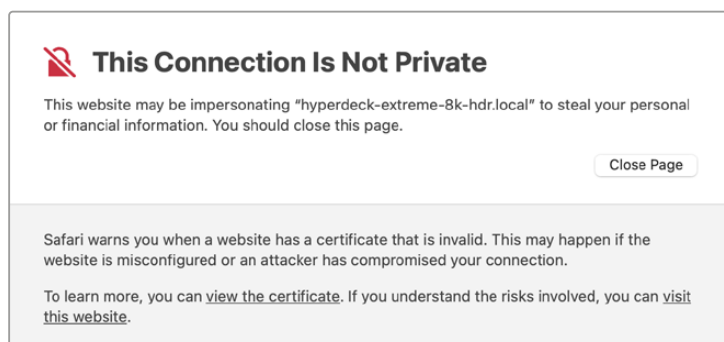 This Connection Is Not Private
This website may be impersonating “hyperdeck-extreme-8k-hdr.local” to steal your personal
or financial information. You should close this page.
Close Page
Safari warns you when a website has a certificate that is invalid. This may happen if the
website is misconfigured or an attacker has compromised your connection.
To learn more, you can view the certificate. If you understand the risks involved, you can visit
this website.